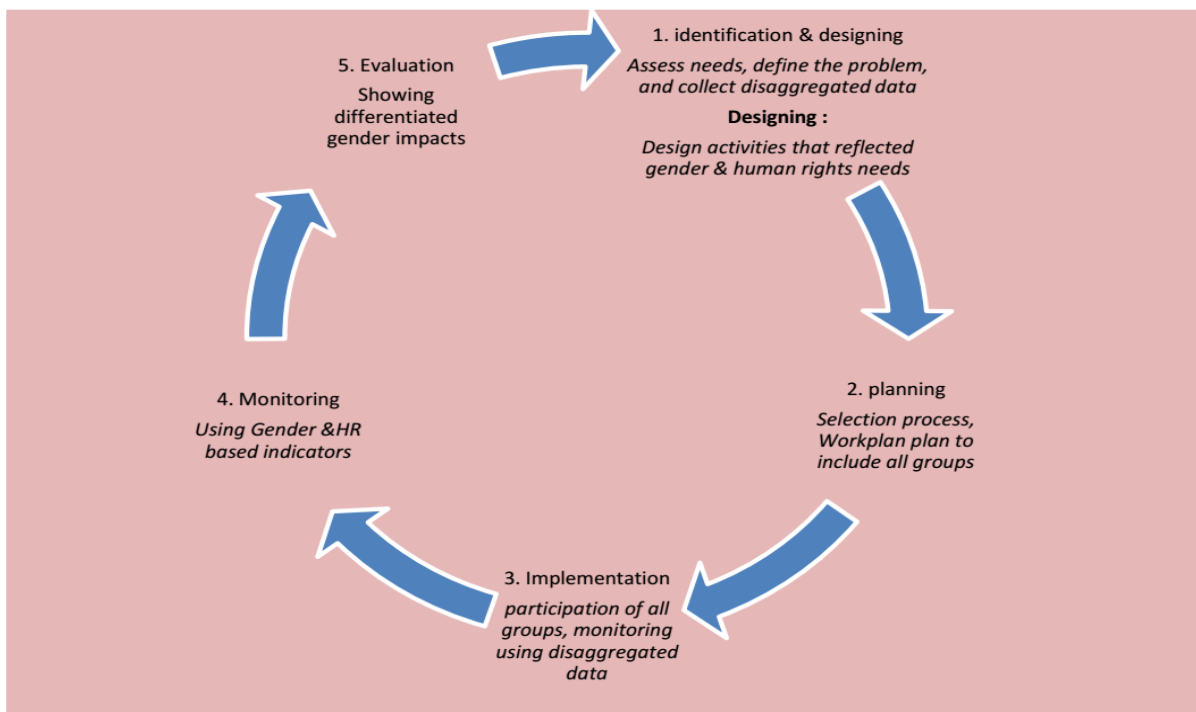 1. identification & designing
Assess needs, define the problem,
and collect disaggregated data
Designing :
Design activities that reflected
gender & human rights needs
2. planning
Selection process,
Workplan plan to
include all groups
3. Implementation
participation of all
groups, monitoring
using disaggregated
data
4. Monitoring
Using Gender &HR
based indicators
5. Evaluation
Showing
differentiated
gender impacts